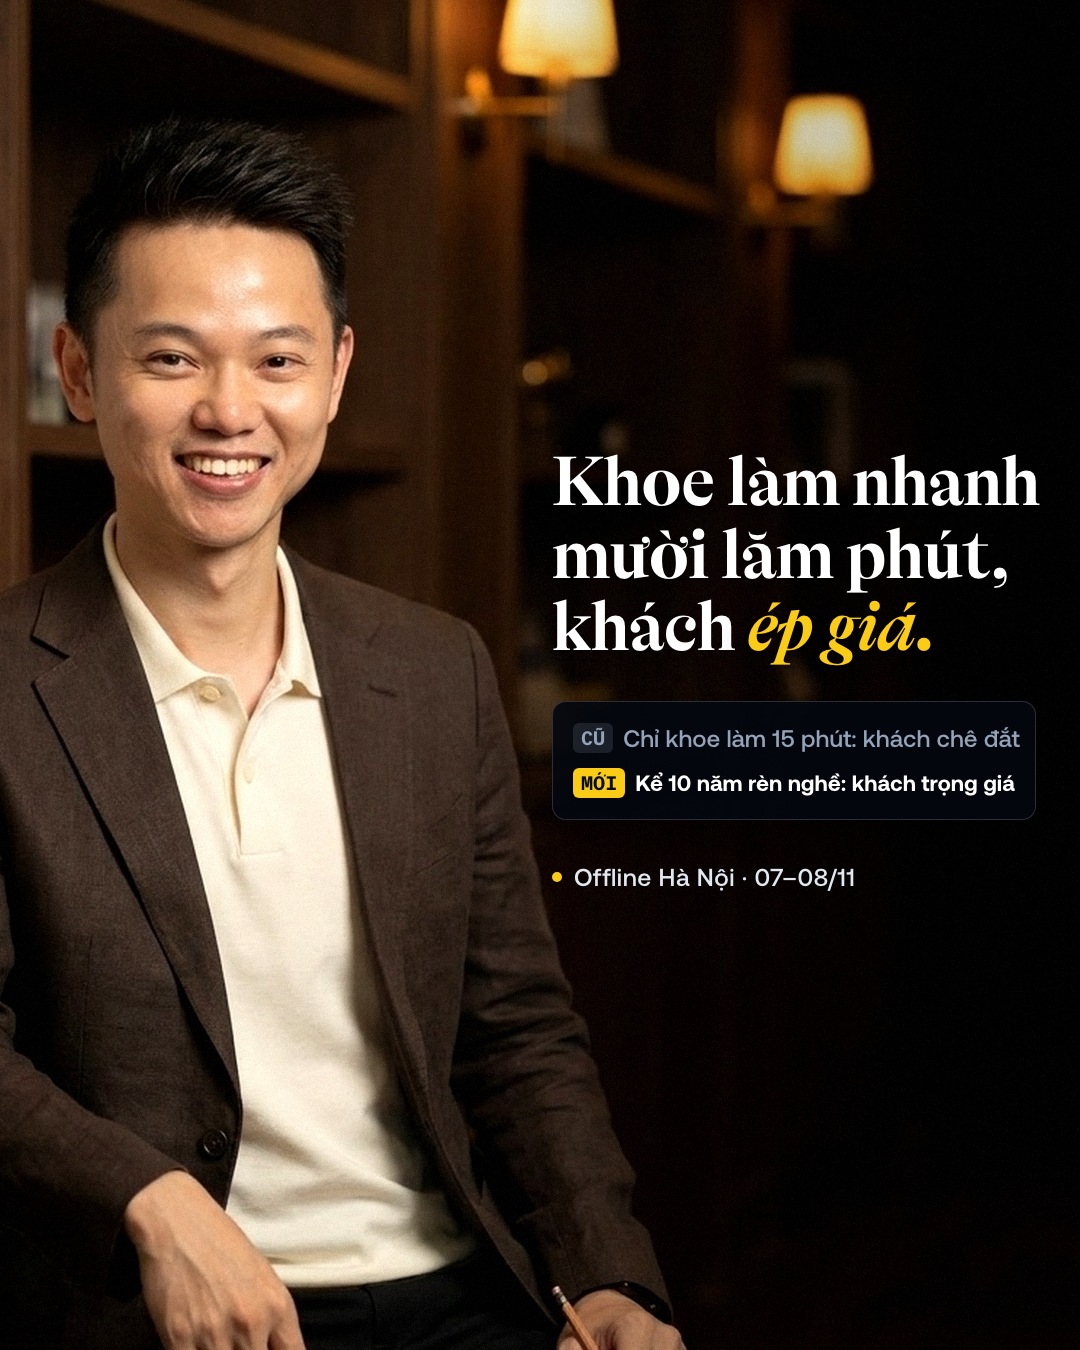 Khoe làm nhanh
mười lăm phút,
khách ép giá.
CŨ Chỉ khoe làm 15 phút: khách chê đắt
MỚI Kể 10 năm rèn nghề: khách trọng giá
Offline Hà Nội · 07–08/11